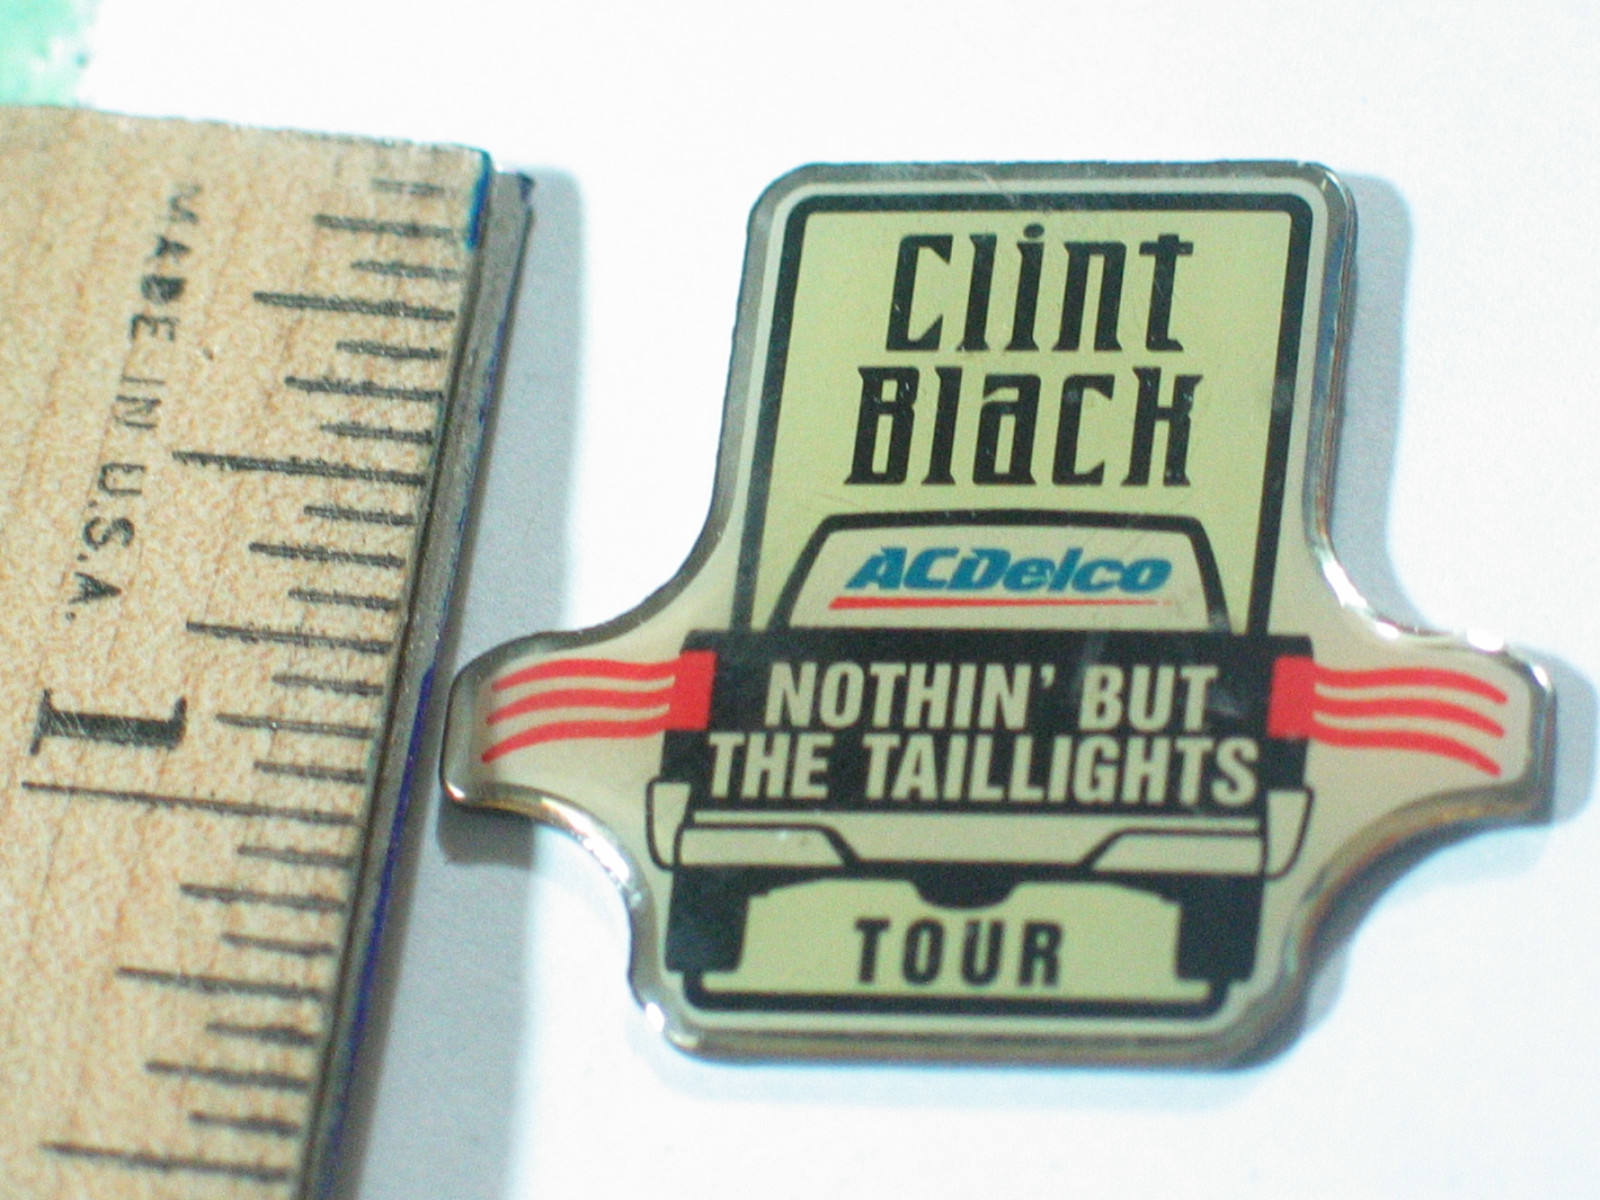 MADE IN U.S.A.
1
Clint
Black
ACDelco
NOTHIN' BUT
THE TAILLIGHTS
TOUR